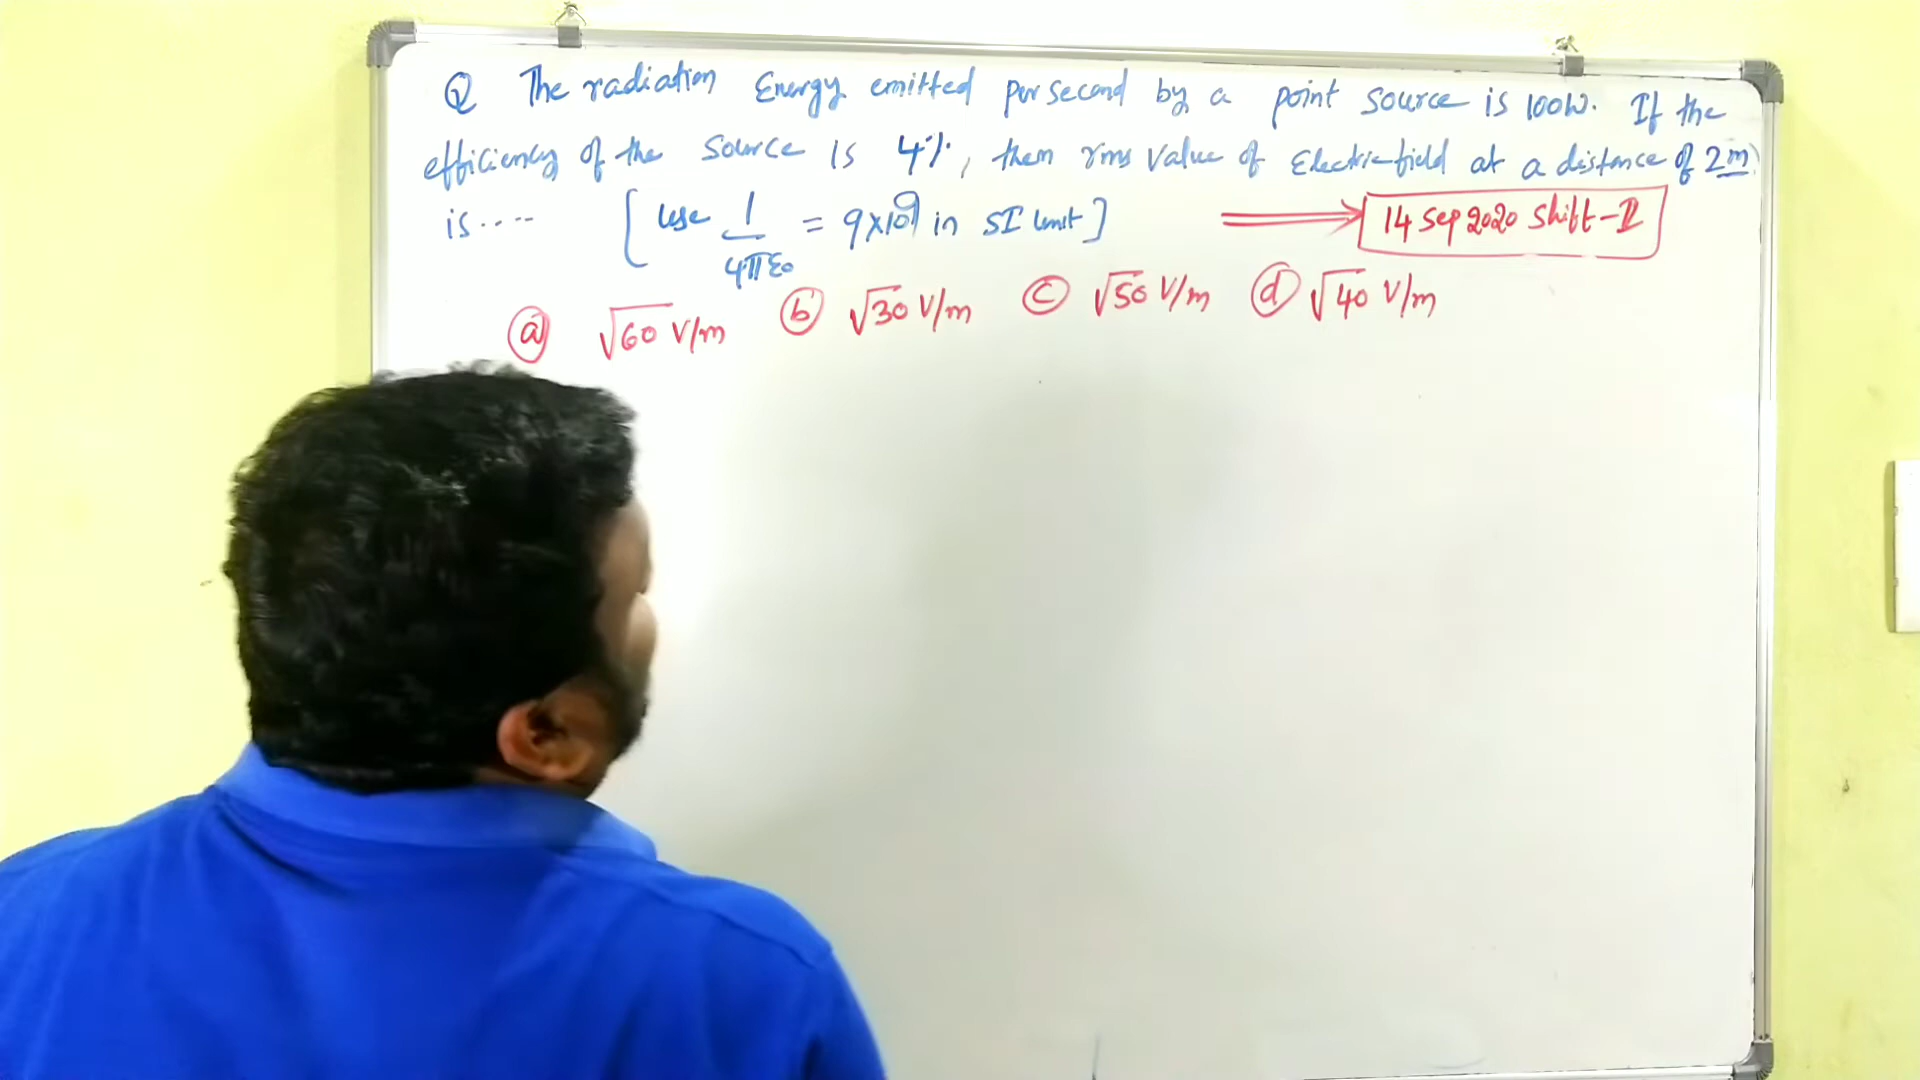 Q The radiation Energy emitted per second by a point source is 100W. If the
efficiency of the source is 4%, then rms value of Electric field at a distance of 2m
is.... [use 1/4πε₀ = 9×10⁹ in SI unit] ⟹ 14 Sep 2020 Shift-II
(a) √60 V/m (b) √30 V/m (c) √50 V/m (d) √40 V/m